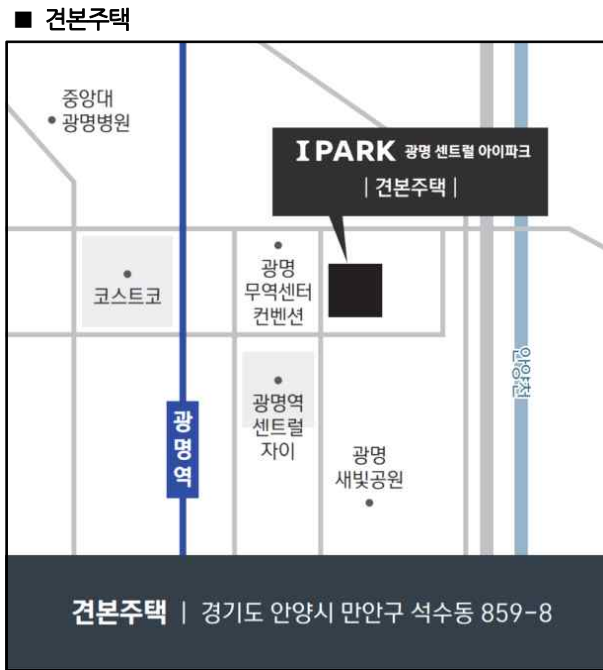 ■ 견본주택
중앙대
광명병원
IPARK 광명 센트럴 아이파크
| 견본주택 |
코스트코
광명
무역센터
컨벤션
안양천
광명역
광명역
센트럴
자이
광명
새빛공원
견본주택 | 경기도 안양시 만안구 석수동 859-8